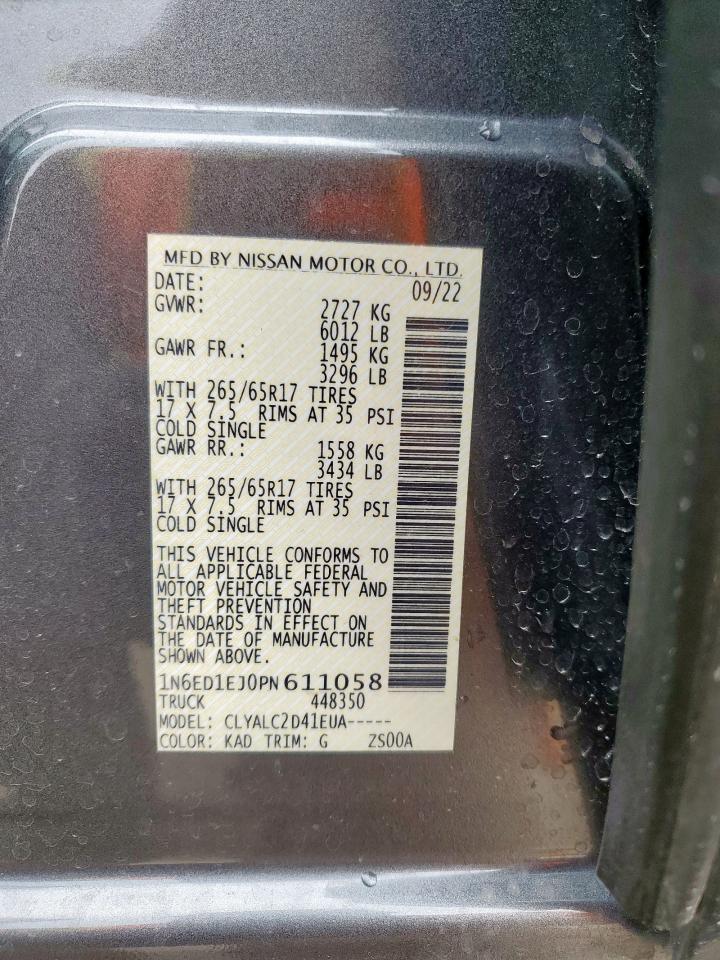 MFD BY NISSAN MOTOR CO., LTD.
DATE: 09/22
GVWR: 2727 KG
6012 LB
GAWR FR.: 1495 KG
3296 LB
WITH 265/65R17 TIRES
17 X 7.5 RIMS AT 35 PSI
COLD SINGLE
GAWR RR.: 1558 KG
3434 LB
WITH 265/65R17 TIRES
17 X 7.5 RIMS AT 35 PSI
COLD SINGLE
THIS VEHICLE CONFORMS TO
ALL APPLICABLE FEDERAL
MOTOR VEHICLE SAFETY AND
THEFT PREVENTION
STANDARDS IN EFFECT ON
THE DATE OF MANUFACTURE
SHOWN ABOVE.
1N6ED1EJ0PN611058
TRUCK 448350
MODEL: CLYALC2D41EUA-----
COLOR: KAD TRIM: G ZS00A